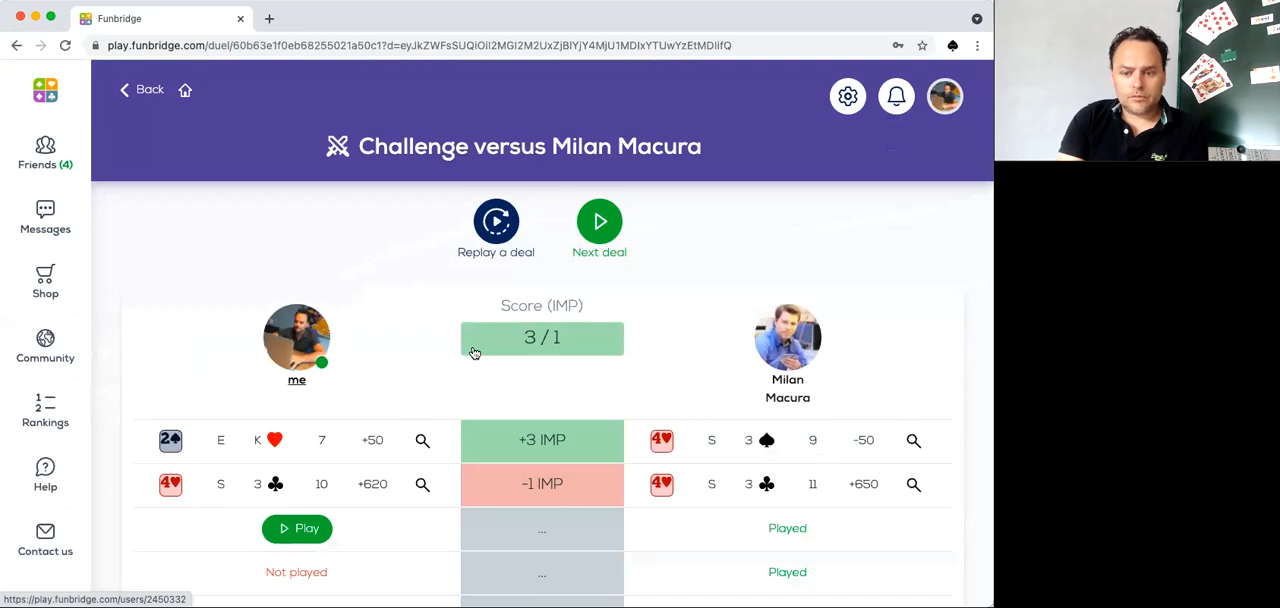 Funbridge
play.funbridge.com/duel/60b63e1f0eb68255021a50c1?d=eyJkZWFsSUQiOiI2MGI2M2UxZjBlYjY4MjU1MDIxYTUwYzEtMDIifQ
Back
Challenge versus Milan Macura
Friends (4)
Messages
Shop
Community
Rankings
Help
Contact us
Replay a deal
Next deal
Score (IMP)
3 / 1
me
Milan
Macura
2♠ E K♥ 7 +50 +3 IMP 4♥ S 3♠ 9 -50
4♥ S 3♣ 10 +620 -1 IMP 4♥ S 3♣ 11 +650
Play ... Played
Not played ... Played
https://play.funbridge.com/users/2450332